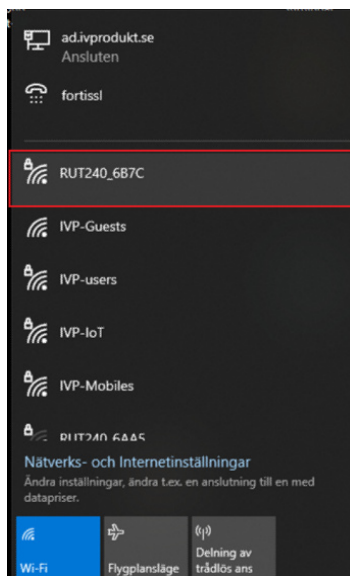 ad.ivprodukt.se
Ansluten
fortissl
RUT240_6B7C
IVP-Guests
IVP-users
IVP-IoT
IVP-Mobiles
RUT240_6AA5
Nätverks- och Internetinställningar
Ändra inställningar, ändra t.ex. en anslutning till en med
datapriser.
Wi-Fi
Flygplansläge
Delning av
trådlös ans